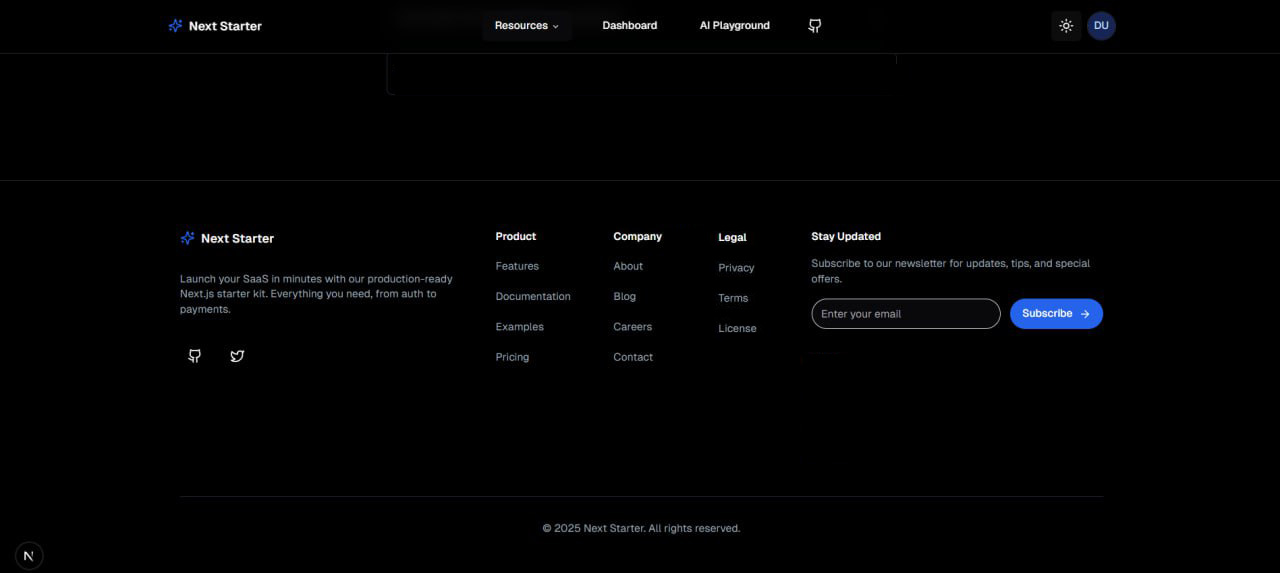 Next Starter
Resources
Dashboard
AI Playground
DU
Next Starter
Launch your SaaS in minutes with our production-ready
Next.js starter kit. Everything you need, from auth to
payments.
Product
Features
Documentation
Examples
Pricing
Company
About
Blog
Careers
Contact
Legal
Privacy
Terms
License
Stay Updated
Subscribe to our newsletter for updates, tips, and special
offers.
Enter your email
Subscribe
© 2025 Next Starter. All rights reserved.
N